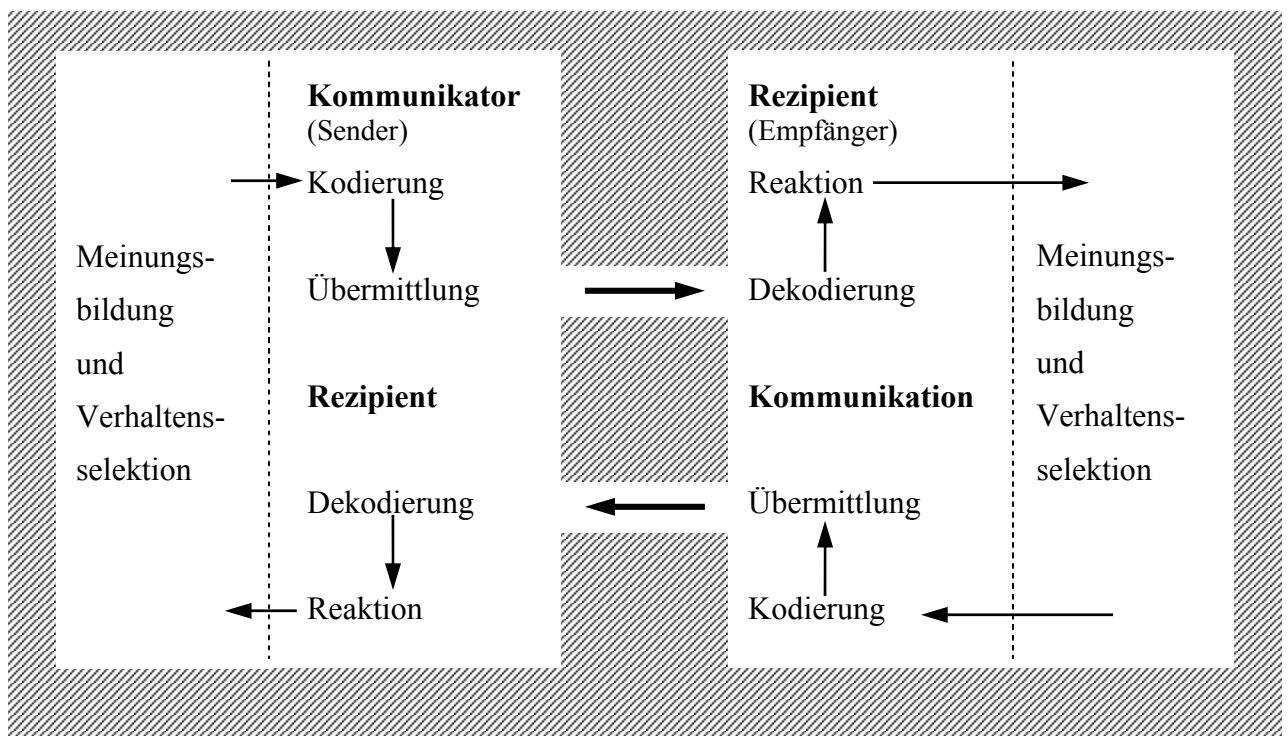 Kommunikator
(Sender)
Kodierung
Übermittlung
Meinungs-
bildung
und
Verhaltens-
selektion
Rezipient
Dekodierung
Reaktion
Rezipient
(Empfänger)
Reaktion
Dekodierung
Kommunikation
Übermittlung
Kodierung
Meinungs-
bildung
und
Verhaltens-
selektion